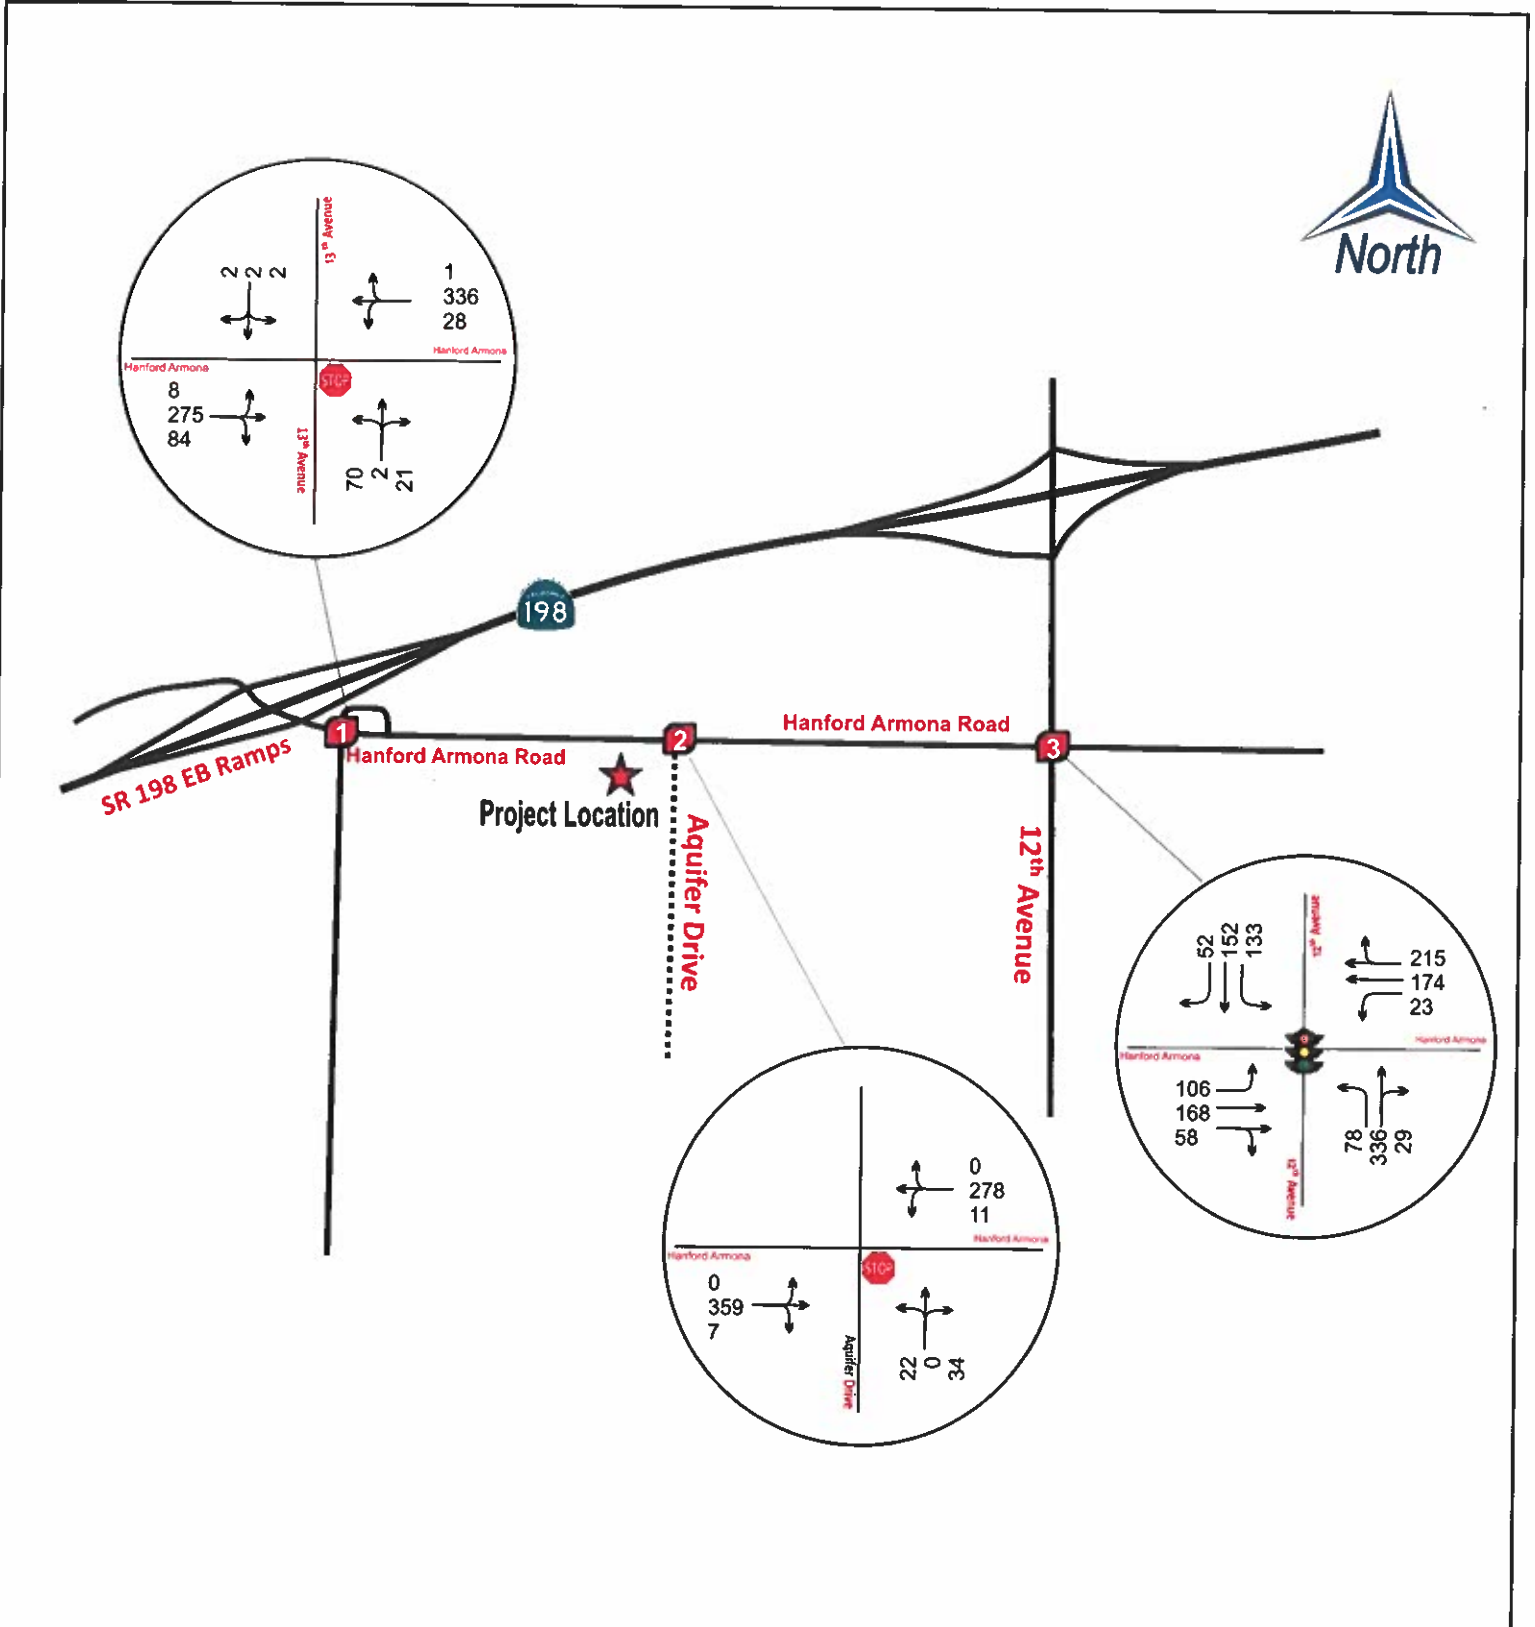 North
13th Avenue
2 2 2
1
336
28
Hanford Armona
Hanford Armona
STOP
8
275
84
13th Avenue
70 2 21
198
1
2
3
Hanford Armona Road
Hanford Armona Road
SR 198 EB Ramps
Project Location
Aquifer Drive
12th Avenue
12th Avenue
52 152 133
215
174
23
Hanford Armona
Hanford Armona
106
168
58
78 336 29
12th Avenue
0
278
11
Hanford Armona
Hanford Armona
STOP
0
359
7
Aquifer Drive
22 0 34